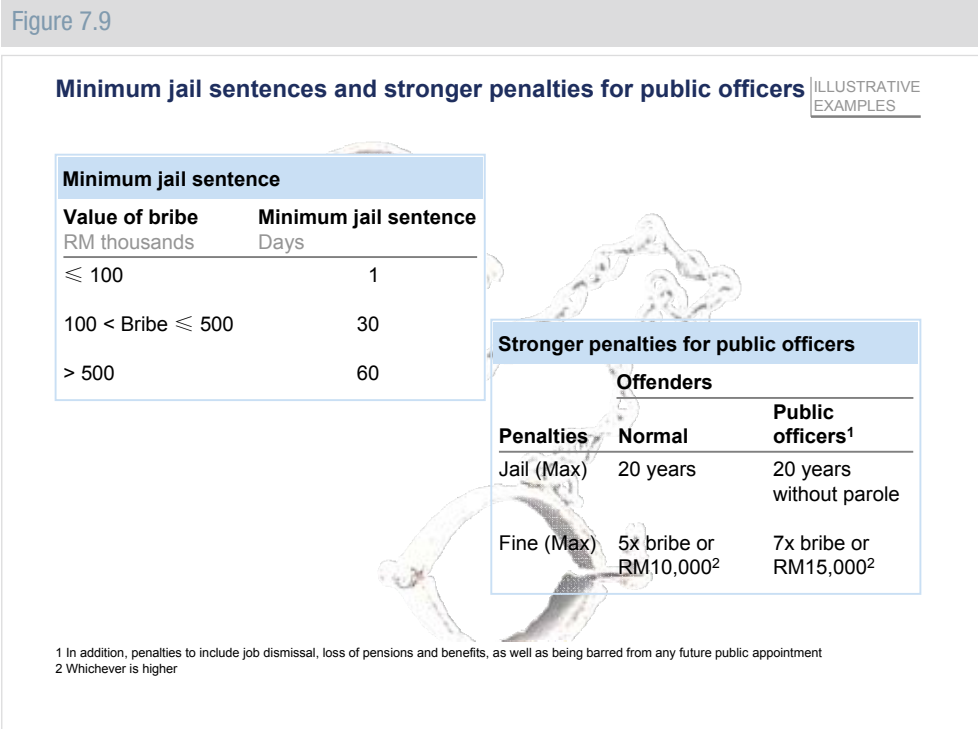 Figure 7.9
Minimum jail sentences and stronger penalties for public officers
ILLUSTRATIVE
EXAMPLES
Minimum jail sentence
Value of bribe Minimum jail sentence
RM thousands Days
≤ 100 1
100 < Bribe ≤ 500 30
> 500 60
Stronger penalties for public officers
Offenders
Public
Penalties Normal officers¹
Jail (Max) 20 years 20 years
without parole
Fine (Max) 5x bribe or 7x bribe or
RM10,000² RM15,000²
1 In addition, penalties to include job dismissal, loss of pensions and benefits, as well as being barred from any future public appointment
2 Whichever is higher